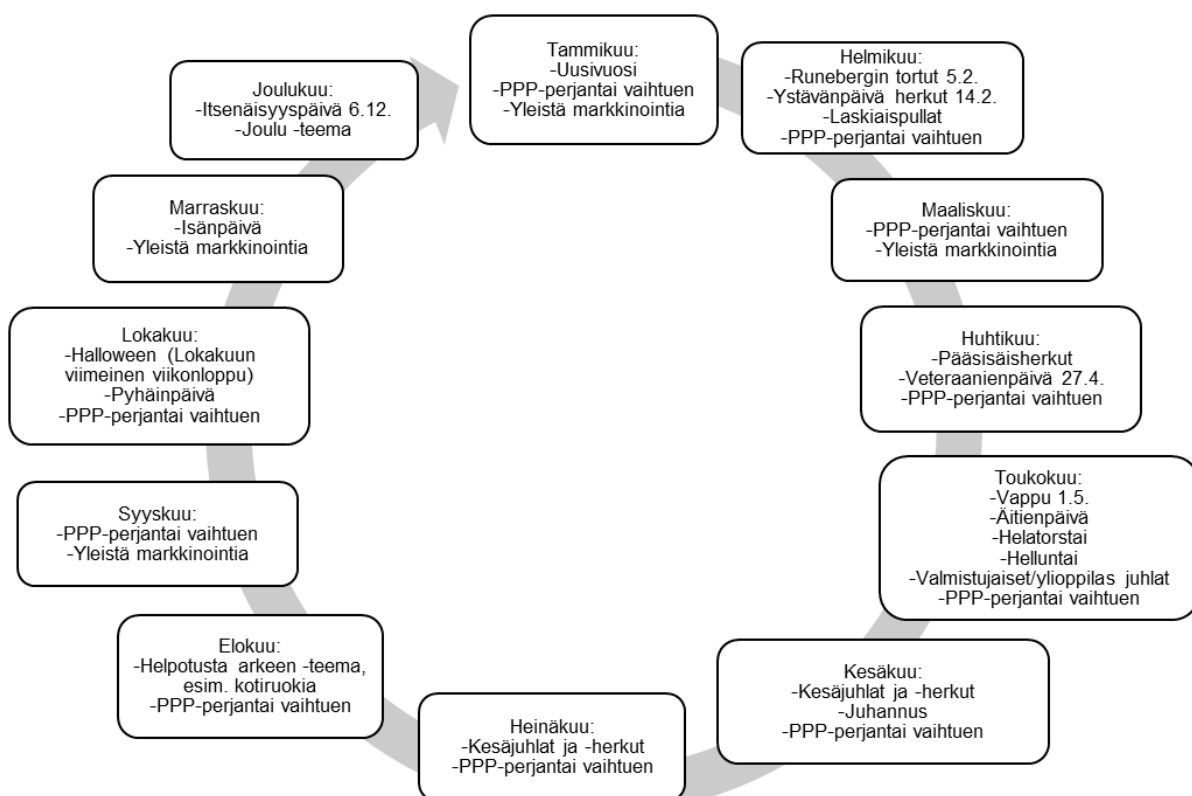 Tammikuu:
-Uusivuosi
-PPP-perjantai vaihtuen
-Yleistä markkinointia
Helmikuu:
-Runebergin tortut 5.2.
-Ystävänpäivä herkut 14.2.
-Laskiaispullat
-PPP-perjantai vaihtuen
Maaliskuu:
-PPP-perjantai vaihtuen
-Yleistä markkinointia
Huhtikuu:
-Pääsisäisherkut
-Veteraanienpäivä 27.4.
-PPP-perjantai vaihtuen
Toukokuu:
-Vappu 1.5.
-Äitienpäivä
-Helatorstai
-Helluntai
-Valmistujaiset/ylioppilas juhlat
-PPP-perjantai vaihtuen
Kesäkuu:
-Kesäjuhlat ja -herkut
-Juhannus
-PPP-perjantai vaihtuen
Heinäkuu:
-Kesäjuhlat ja -herkut
-PPP-perjantai vaihtuen
Elokuu:
-Helpotusta arkeen -teema,
esim. kotiruokia
-PPP-perjantai vaihtuen
Syyskuu:
-PPP-perjantai vaihtuen
-Yleistä markkinointia
Lokakuu:
-Halloween (Lokakuun
viimeinen viikonloppu)
-Pyhäinpäivä
-PPP-perjantai vaihtuen
Marraskuu:
-Isänpäivä
-Yleistä markkinointia
Joulukuu:
-Itsenäisyyspäivä 6.12.
-Joulu -teema